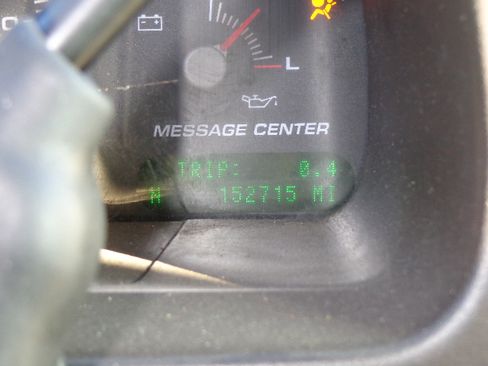 C
L
MESSAGE CENTER
TRIP: 0.4
N 152715 MI